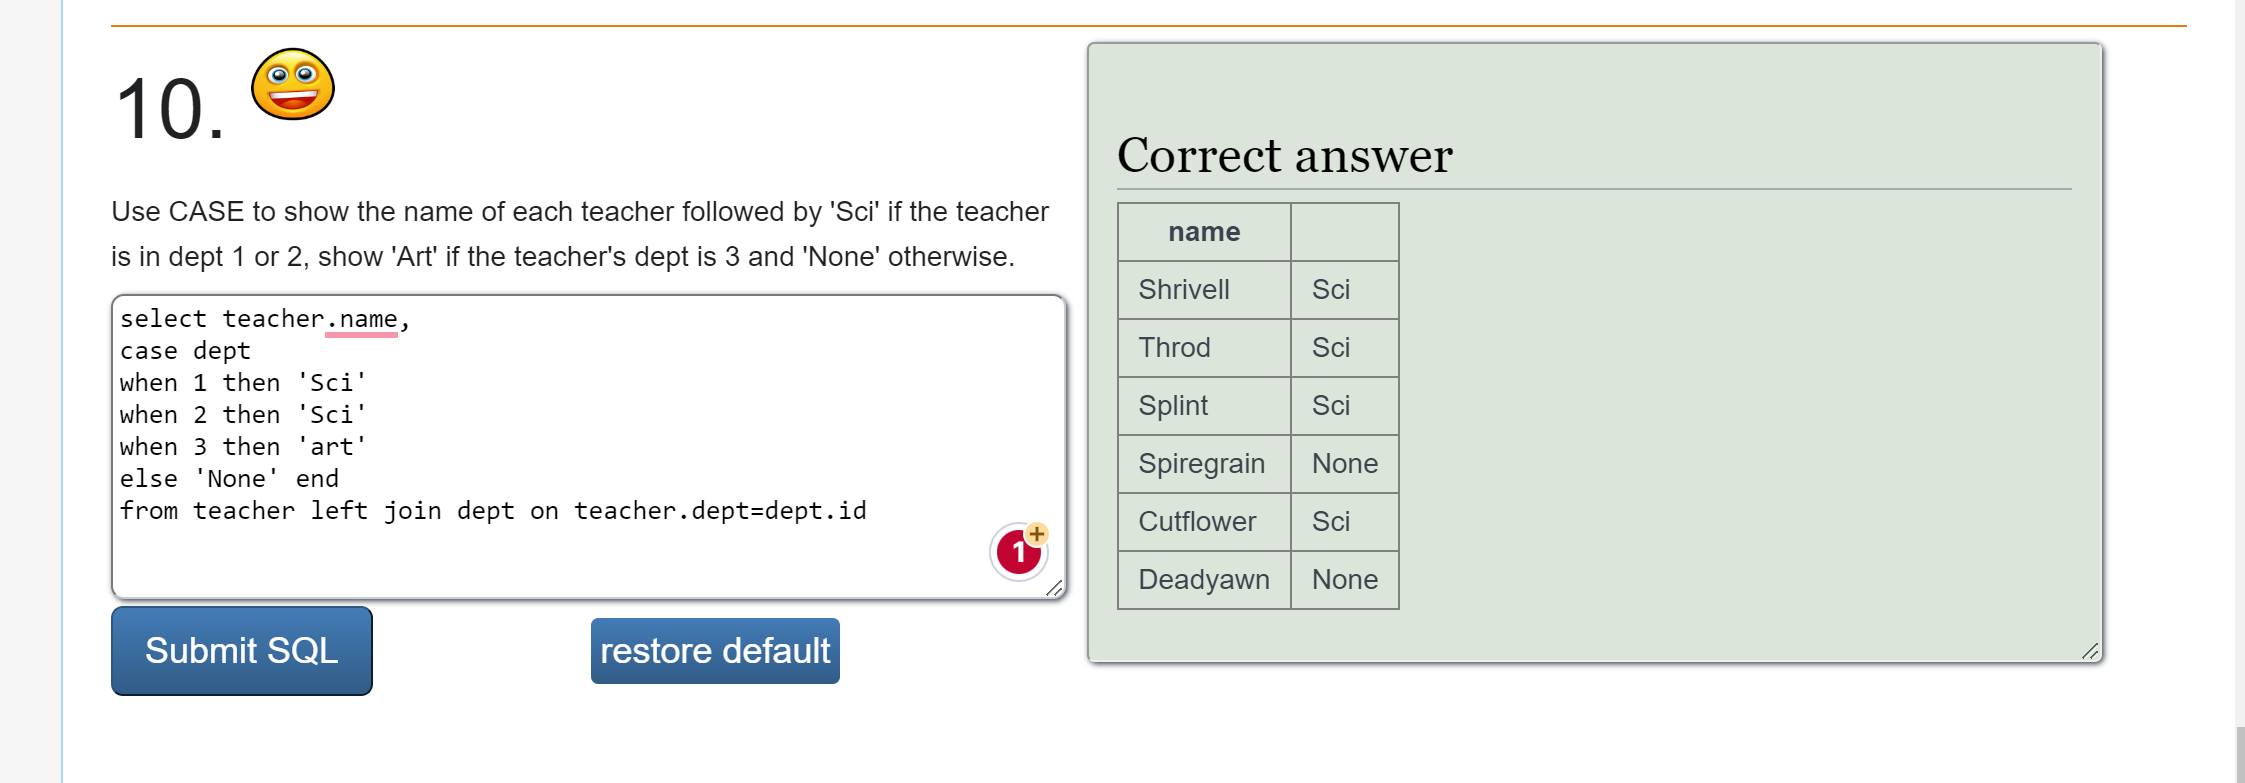 10.
Use CASE to show the name of each teacher followed by 'Sci' if the teacher
is in dept 1 or 2, show 'Art' if the teacher's dept is 3 and 'None' otherwise.
select teacher.name,
case dept
when 1 then 'Sci'
when 2 then 'Sci'
when 3 then 'art'
else 'None' end
from teacher left join dept on teacher.dept=dept.id
1
+
Submit SQL
restore default
Correct answer
name
Shrivell Sci
Throd Sci
Splint Sci
Spiregrain None
Cutflower Sci
Deadyawn None